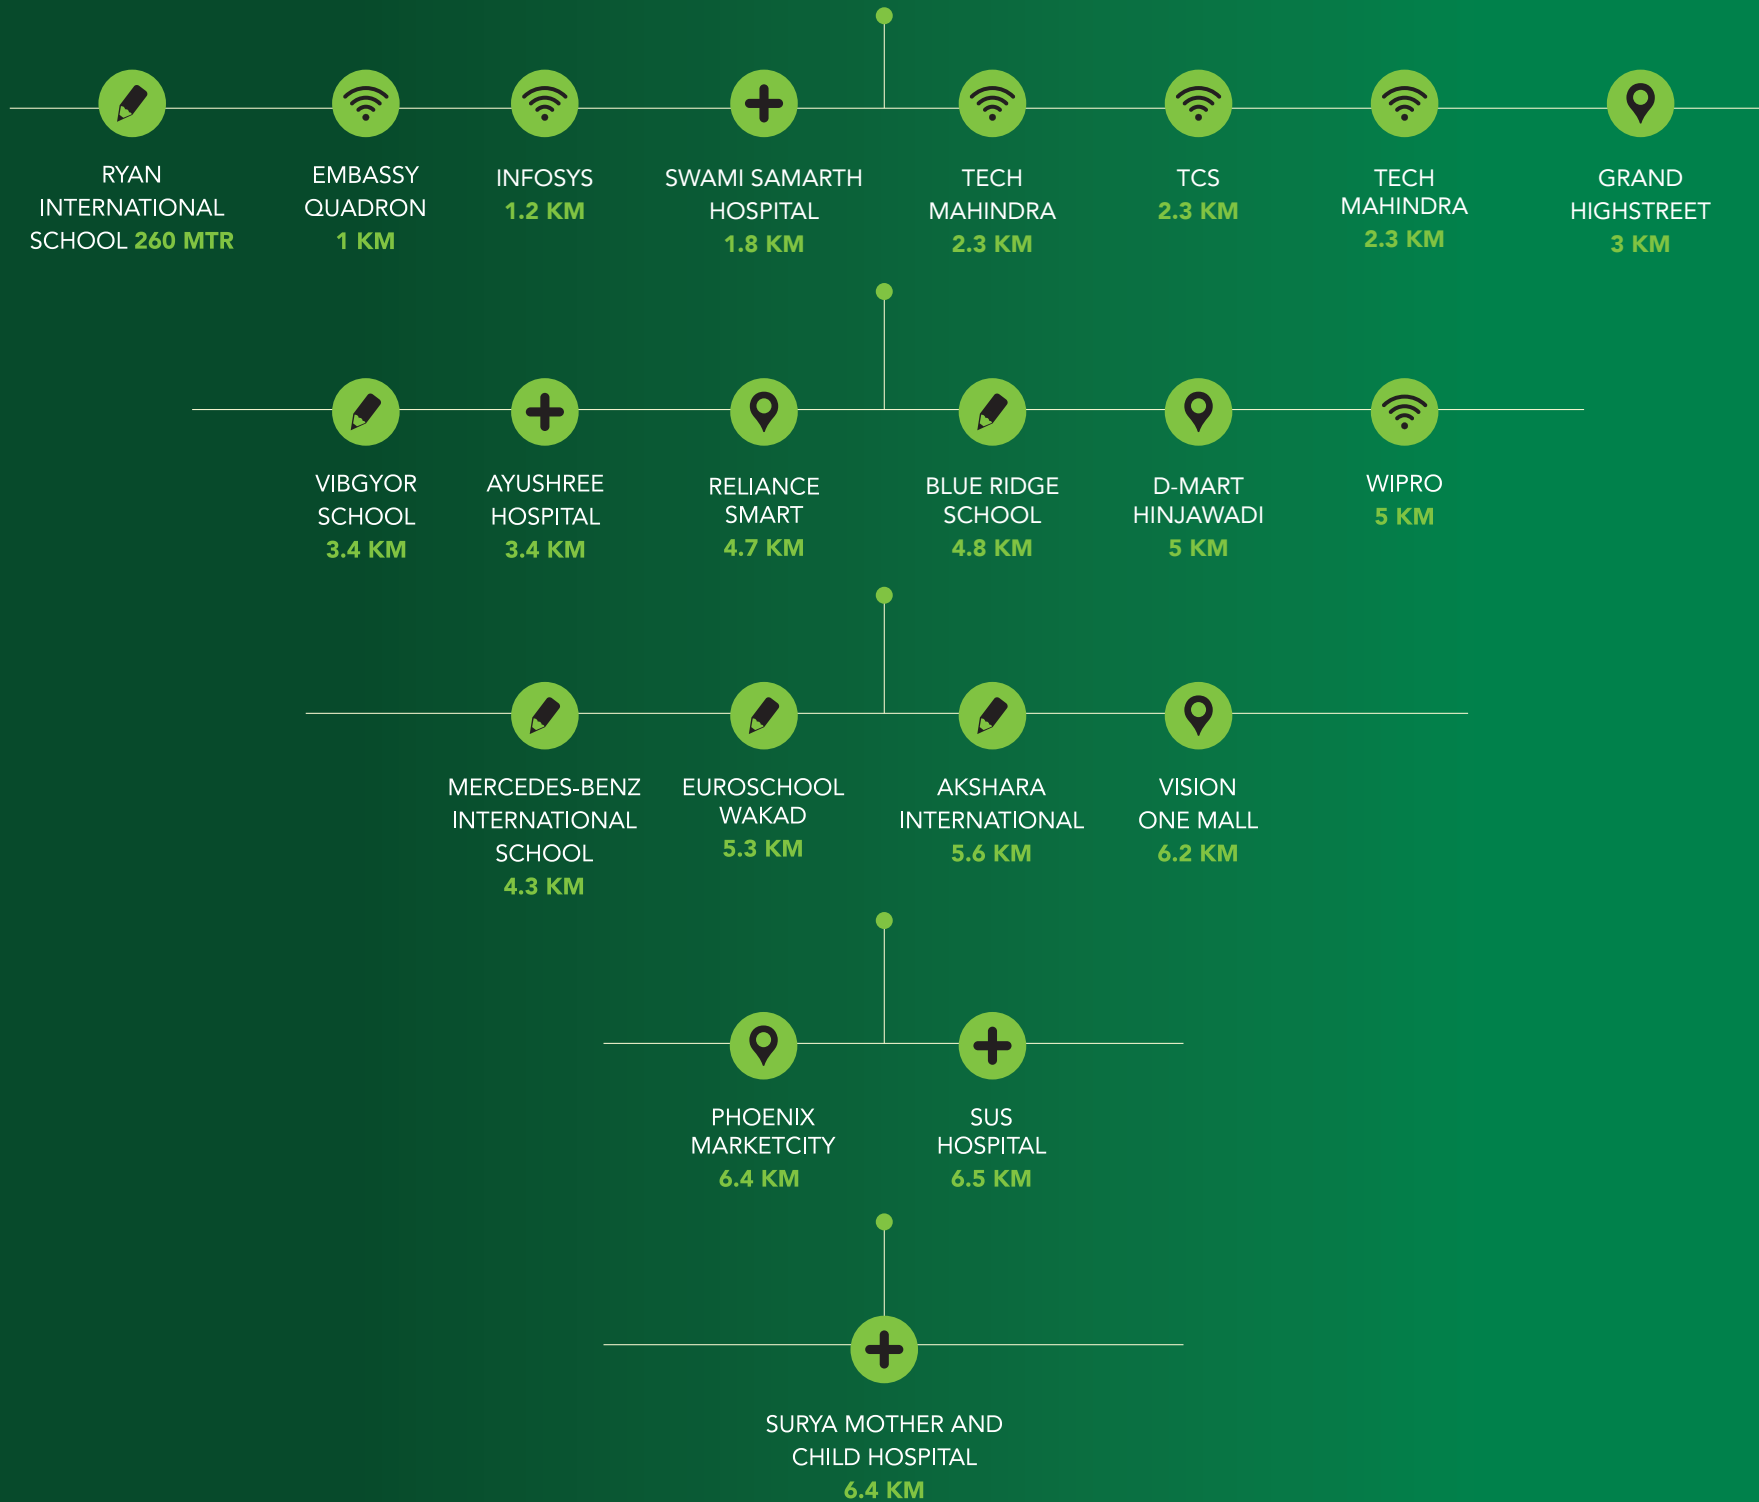 RYAN
INTERNATIONAL
SCHOOL 260 MTR
EMBASSY
QUADRON
1 KM
INFOSYS
1.2 KM
SWAMI SAMARTH
HOSPITAL
1.8 KM
TECH
MAHINDRA
2.3 KM
TCS
2.3 KM
TECH
MAHINDRA
2.3 KM
GRAND
HIGHSTREET
3 KM
VIBGYOR
SCHOOL
3.4 KM
AYUSHREE
HOSPITAL
3.4 KM
RELIANCE
SMART
4.7 KM
BLUE RIDGE
SCHOOL
4.8 KM
D-MART
HINJAWADI
5 KM
WIPRO
5 KM
MERCEDES-BENZ
INTERNATIONAL
SCHOOL
4.3 KM
EUROSCHOOL
WAKAD
5.3 KM
AKSHARA
INTERNATIONAL
5.6 KM
VISION
ONE MALL
6.2 KM
PHOENIX
MARKETCITY
6.4 KM
SUS
HOSPITAL
6.5 KM
SURYA MOTHER AND
CHILD HOSPITAL
6.4 KM